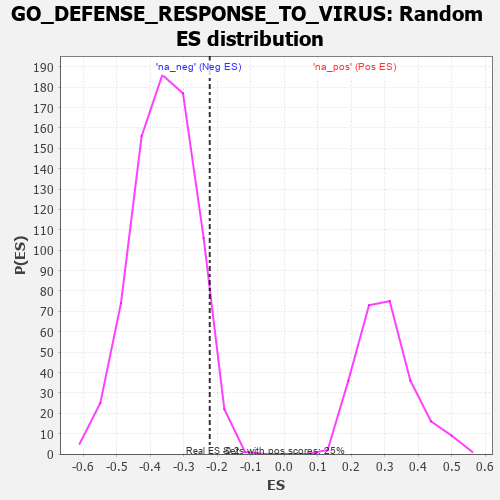 GO_DEFENSE_RESPONSE_TO_VIRUS: Random
ES distribution
'na_neg' (Neg ES)
'na_pos' (Pos ES)
190
180
170
160
150
140
130
120
110
100
90
80
70
60
50
40
30
20
10
0
P(ES)
Real ES
with pos scores: 25%
-0.6 -0.5 -0.4 -0.3 -0.2 -0.1 0.0 0.1 0.2 0.3 0.4 0.5 0.6
ES